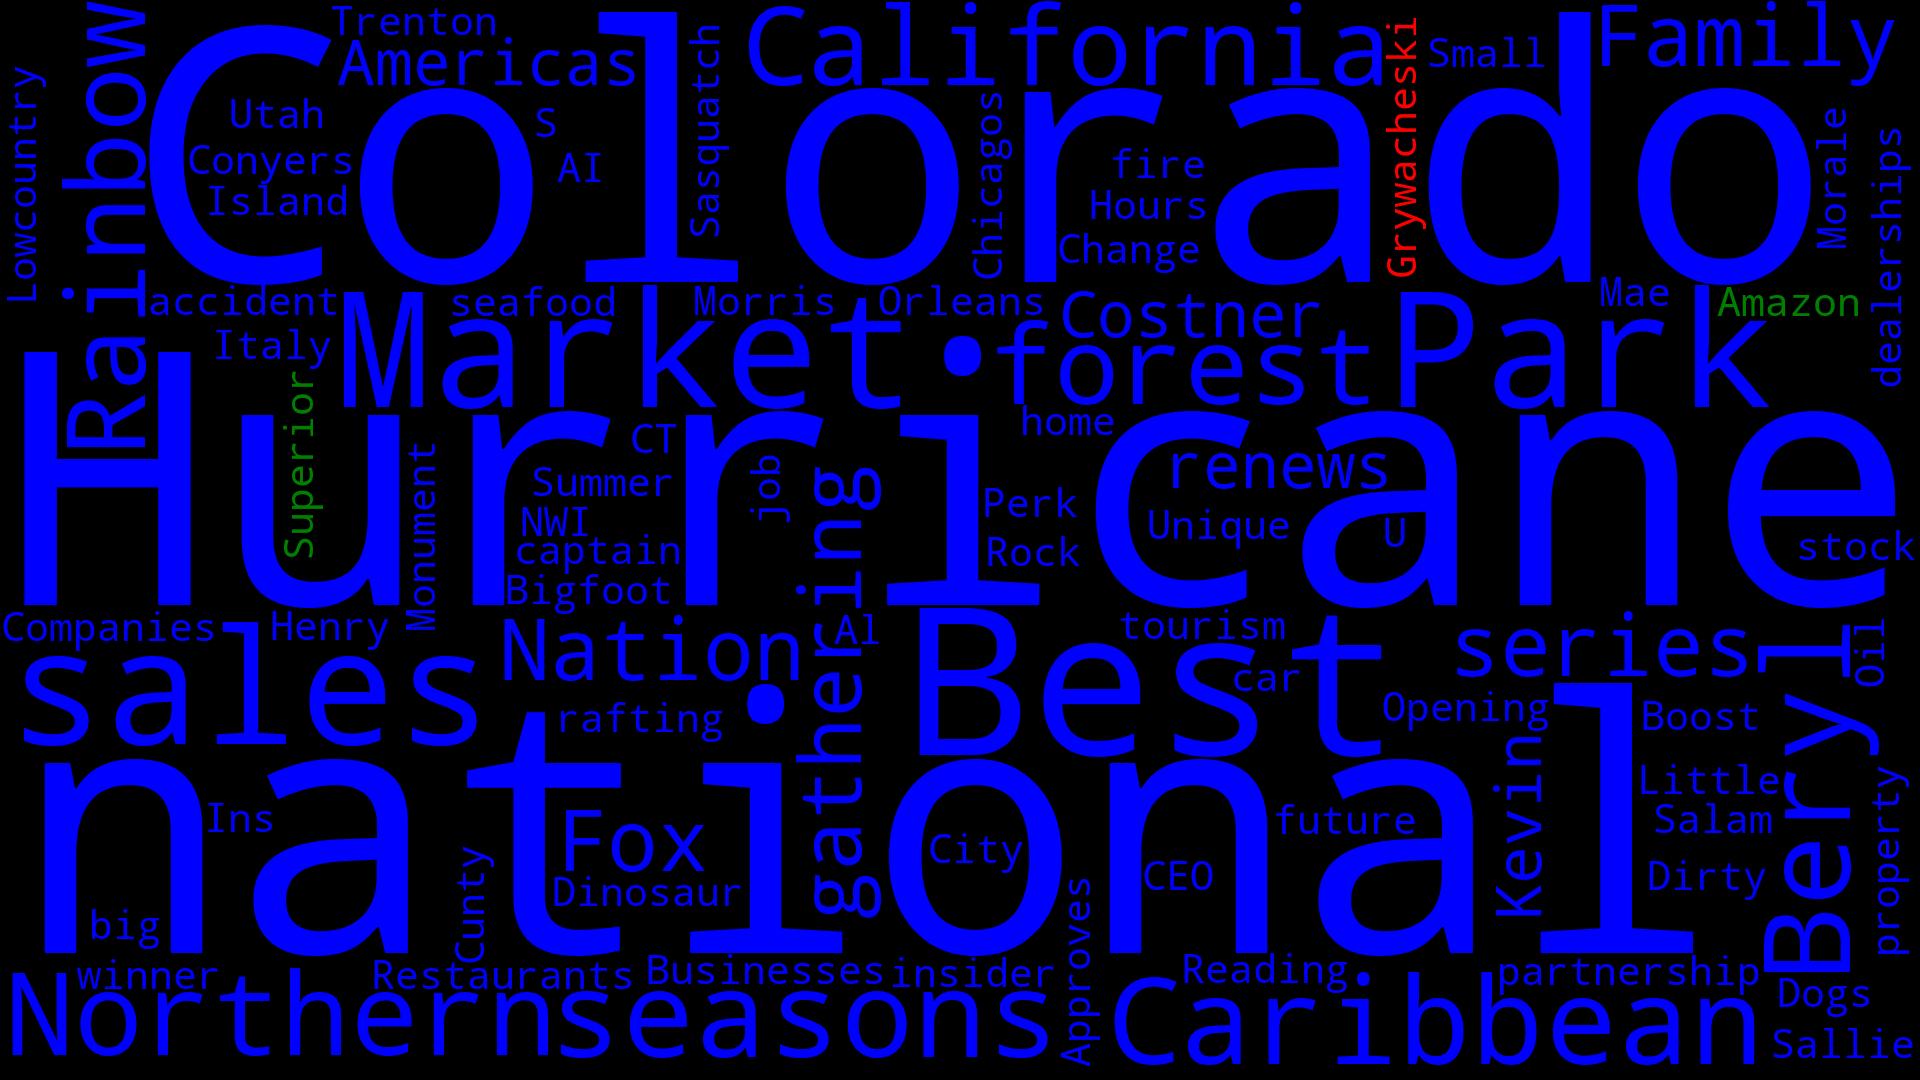 Trenton
Americas
California
Family
Small
Grywacheski
Sasquatch
Lowcountry
Rainbow
Colorado
Utah
S
Conyers
AI
Island
Chicagos
fire
Hours
Change
Morale
dealerships
accident
Italy
Market
seafood
Morris
Orleans
Costner
forest
Park
Mae
Amazon
Superior
Hurricane
Monument
CT
Summer
NWI
captain
Bigfoot
job
gathering
home
Perk
Rock
renews
Unique
U
stock
Companies
Henry
sales
Nation
Al
Best
tourism
car
series
Oil
Opening
Boost
Beryl
rafting
national
Ins
Fox
Dinosaur
City
CEO
future
Kevin
Little
Salam
Dirty
property
big
Cunty
winner
Restaurants
Businesses
insider
Approves
Reading
partnership
Dogs
Northern
seasons
Caribbean
Sallie